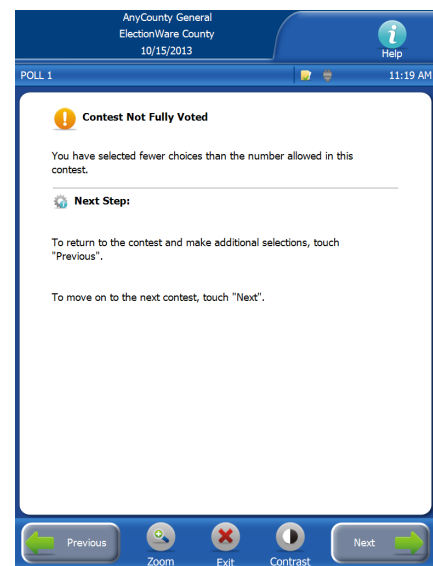 AnyCounty General
ElectionWare County
10/15/2013
Help
POLL 1
11:19 AM
Contest Not Fully Voted
You have selected fewer choices than the number allowed in this
contest.
Next Step:
To return to the contest and make additional selections, touch
"Previous".
To move on to the next contest, touch "Next".
Previous
Zoom
Exit
Contrast
Next